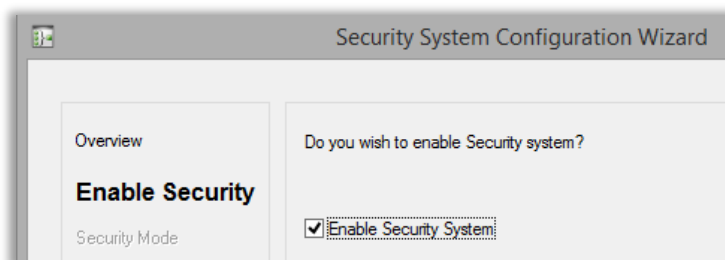 Security System Configuration Wizard
Overview
Enable Security
Security Mode
Do you wish to enable Security system?
Enable Security System